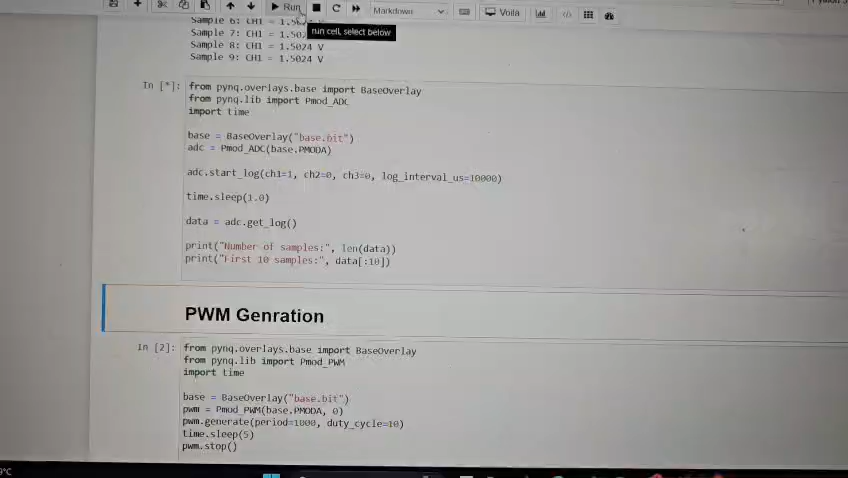 Run
Markdown
Voilà
Sample 6: CH1 = 1.5024 V
Sample 7: CH1 = 1.502
run cell, select below
Sample 8: CH1 = 1.5024 V
Sample 9: CH1 = 1.5024 V
In [*]:
from pynq.overlays.base import BaseOverlay
from pynq.lib import Pmod_ADC
import time
base = BaseOverlay("base.bit")
adc = Pmod_ADC(base.PMODA)
adc.start_log(ch1=1, ch2=0, ch3=0, log_interval_us=10000)
time.sleep(1.0)
data = adc.get_log()
print("Number of samples:", len(data))
print("First 10 samples:", data[:10])
PWM Genration
In [2]:
from pynq.overlays.base import BaseOverlay
from pynq.lib import Pmod_PWM
import time
base = BaseOverlay("base.bit")
pwm = Pmod_PWM(base.PMODA, 0)
pwm.generate(period=1000, duty_cycle=10)
time.sleep(5)
pwm.stop()
9°C